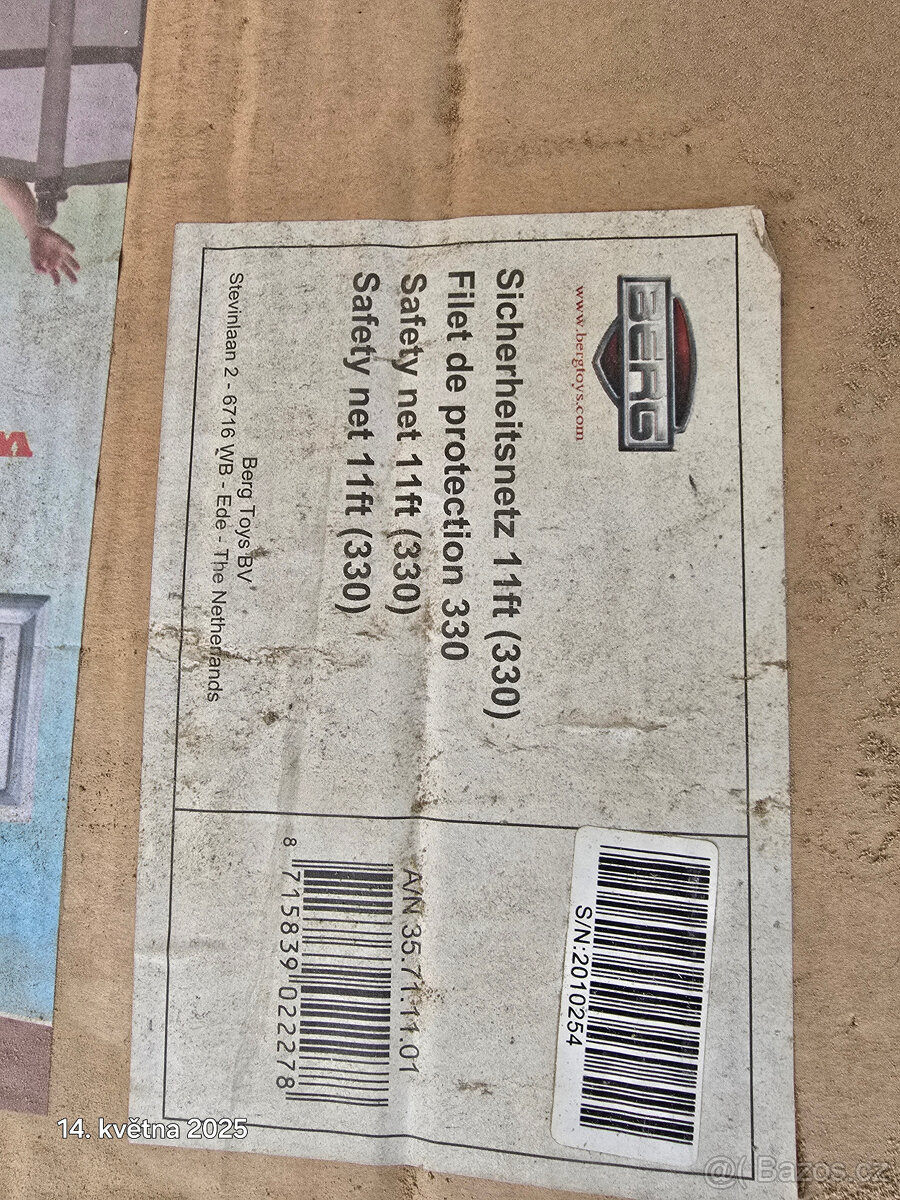 BERG
www.bergtoys.com
Sicherheitsnetz 11ft (330)
Filet de protection 330
Safety net 11ft (330)
Safety net 11ft (330)
Berg Toys BV
Stevinlaan 2 - 6716 WB - Ede - The Netherlands
S/N:2010254
A/N 35.71.11.01
8 715839 022278
14. května 2025
@( Bazos.cz